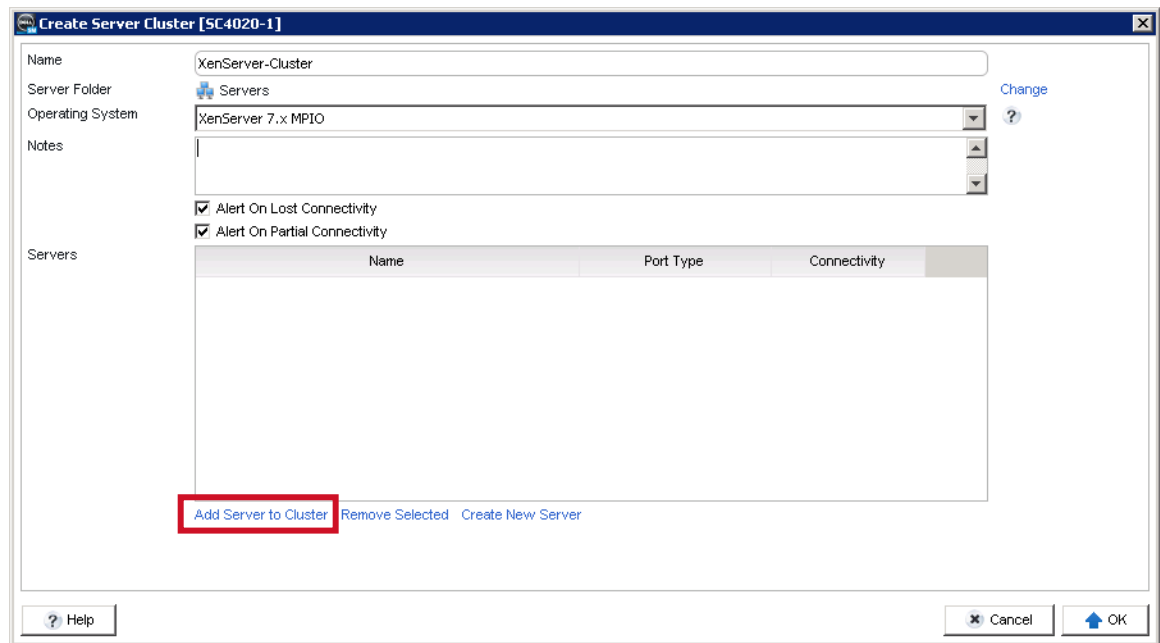 Create Server Cluster [SC4020-1]
Name
XenServer-Cluster
Server Folder
Servers
Change
Operating System
XenServer 7.x MPIO
?
Notes
Alert On Lost Connectivity
Alert On Partial Connectivity
Servers
Name Port Type Connectivity
Add Server to Cluster Remove Selected Create New Server
? Help
Cancel
OK